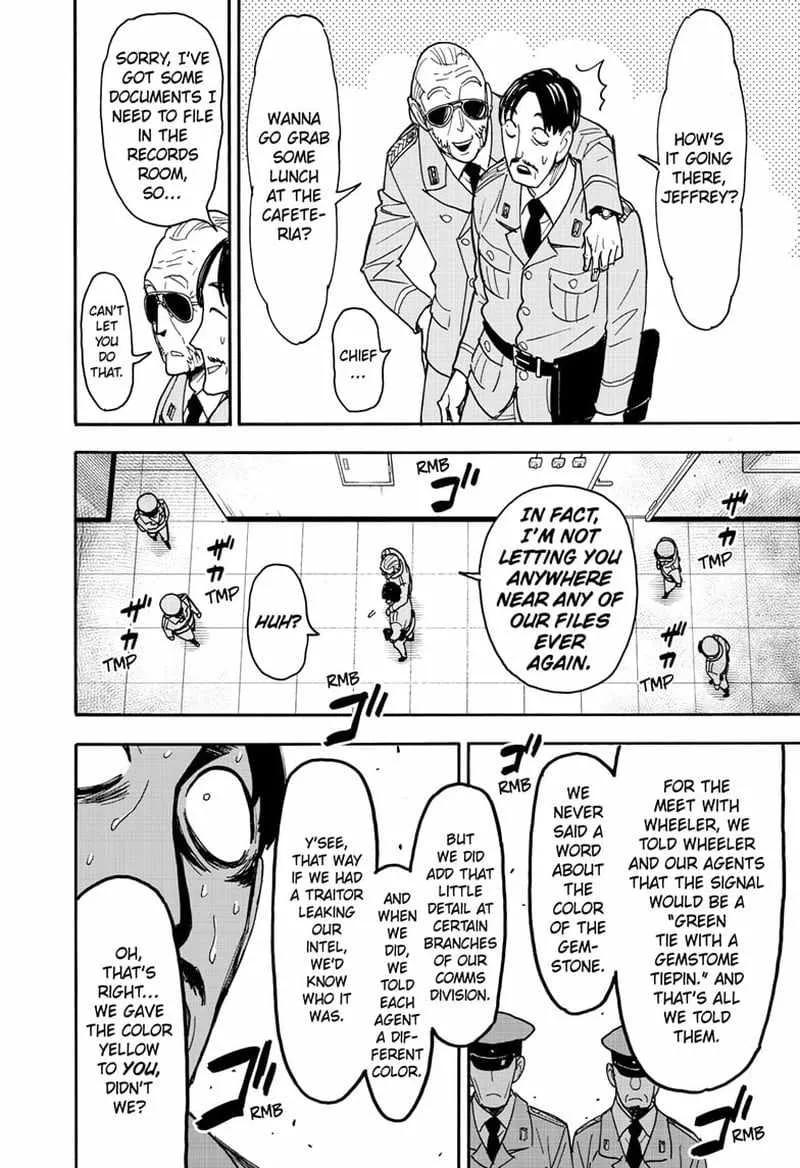 HOW'S
IT GOING
THERE,
JEFFREY?
WANNA
GO GRAB
SOME
LUNCH
AT THE
CAFETE-
RIA?
CHIEF
...
SORRY, I'VE
GOT SOME
DOCUMENTS I
NEED TO FILE
IN THE
RECORDS
ROOM,
SO...
CAN'T
LET
YOU
DO
THAT.
RMB
ゴ
ザ
カ
TMP
IN FACT,
I'M NOT
LETTING YOU
ANYWHERE
NEAR ANY OF
OUR FILES
EVER
AGAIN.
ザ
カ
TMP
HUH?
ザ
カ
TMP
ザ
カ
TMP
RMB
ゴ
ゴ
RMB
FOR THE
MEET WITH
WHEELER, WE
TOLD WHEELER
AND OUR AGENTS
THAT THE SIGNAL
WOULD BE A
"GREEN
TIE WITH A
GEMSTOME
TIEPIN." AND
THAT'S ALL
WE TOLD
THEM.
WE
NEVER
SAID A
WORD
ABOUT
THE
COLOR
OF THE
GEM-
STONE.
BUT
WE DID
ADD THAT
LITTLE
DETAIL AT
CERTAIN
BRANCHES
OF OUR
COMMS
DIVISION.
AND
WHEN WE
DID, WE
TOLD
EACH
AGENT
A DIF-
FERENT
COLOR.
Y'SEE,
THAT WAY
IF WE HAD
A TRAITOR
LEAKING
OUR
INTEL,
WE'D
KNOW
WHO IT
WAS.
OH,
THAT'S
RIGHT...
WE GAVE
THE COLOR
YELLOW
TO YOU,
DIDN'T
WE?
ゴ
RMB
ゴ
RMB